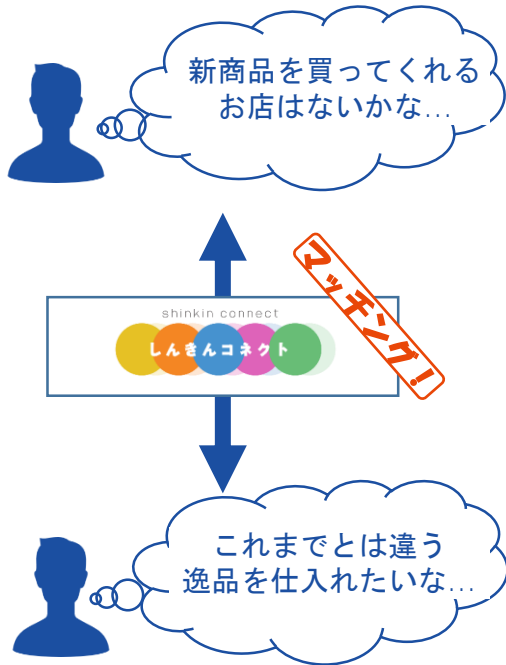 新商品を買ってくれる
お店はないかな…
マッチング！
shinkin connect
しんきんコネクト
これまでとは違う
逸品を仕入れたいな…